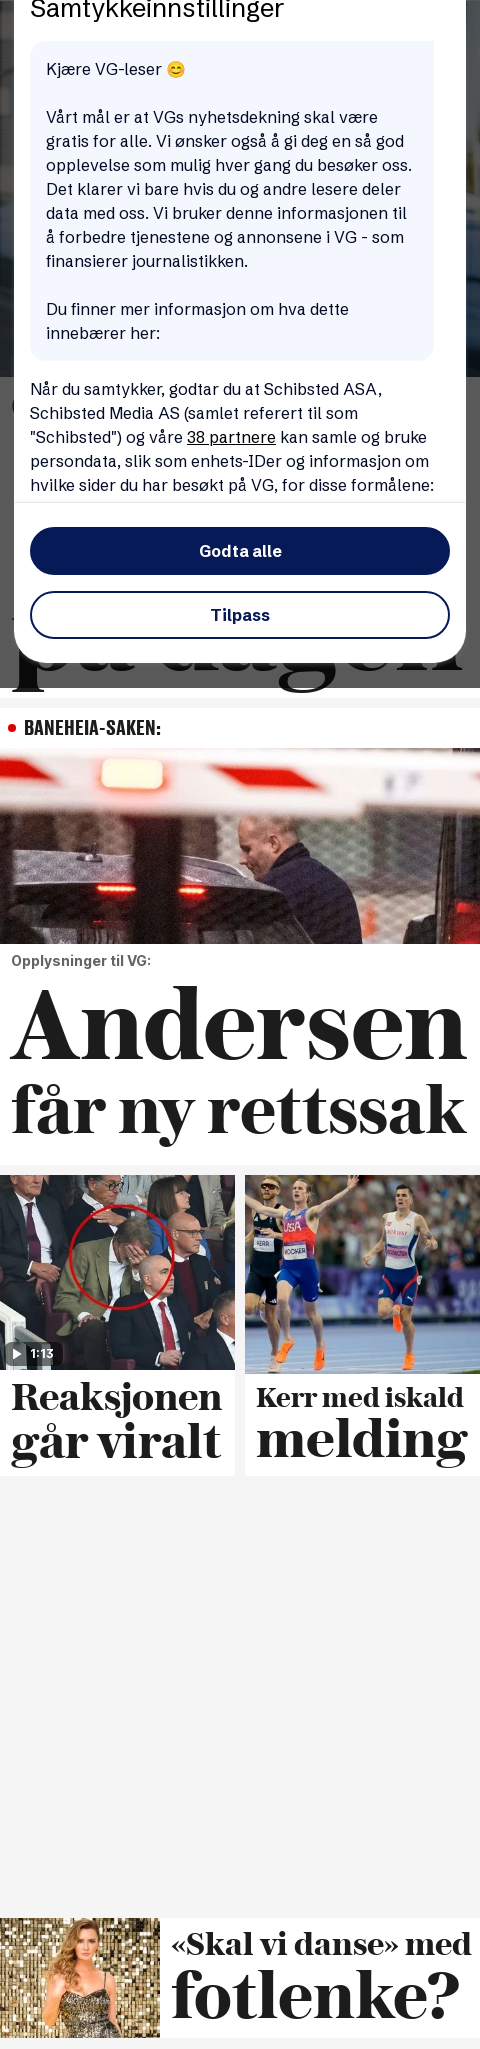 Samtykkeinnstillinger
Kjære VG-leser 😊
Vårt mål er at VGs nyhetsdekning skal være
gratis for alle. Vi ønsker også å gi deg en så god
opplevelse som mulig hver gang du besøker oss.
Det klarer vi bare hvis du og andre lesere deler
data med oss. Vi bruker denne informasjonen til
å forbedre tjenestene og annonsene i VG - som
finansierer journalistikken.
Du finner mer informasjon om hva dette
innebærer her:
Når du samtykker, godtar du at Schibsted ASA,
Schibsted Media AS (samlet referert til som
"Schibsted") og våre 38 partnere kan samle og bruke
persondata, slik som enhets-IDer og informasjon om
hvilke sider du har besøkt på VG, for disse formålene:
Godta alle
Tilpass
på dagen
BANEHEIA-SAKEN:
Opplysninger til VG:
Andersen
får ny rettssak
1:13
Reaksjonen
går viralt
KERR
USA
HOCKER
NORWAY
Kerr med iskald
melding
«Skal vi danse» med
fotlenke?